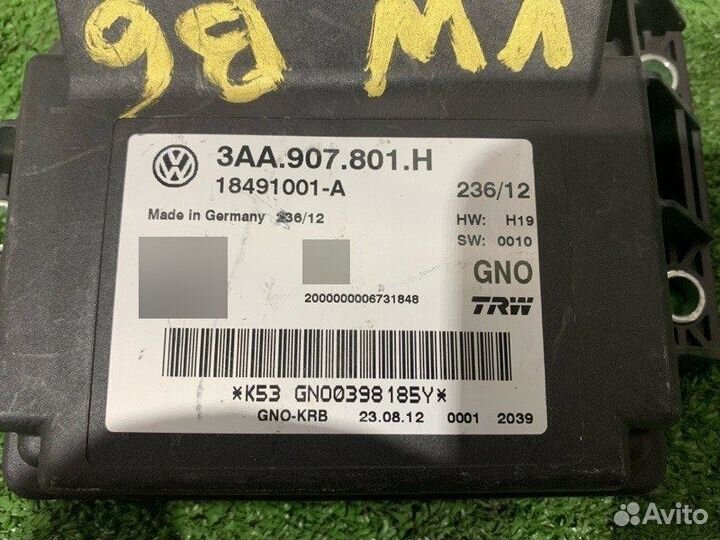 VW B6
3AA.907.801.H
18491001-A
236/12
Made in Germany 236/12
HW: H19
SW: 0010
GNO
2000000006731848
TRW
*K53 GNO0398185Y*
GNO-KRB 23.08.12 0001 2039
Avito